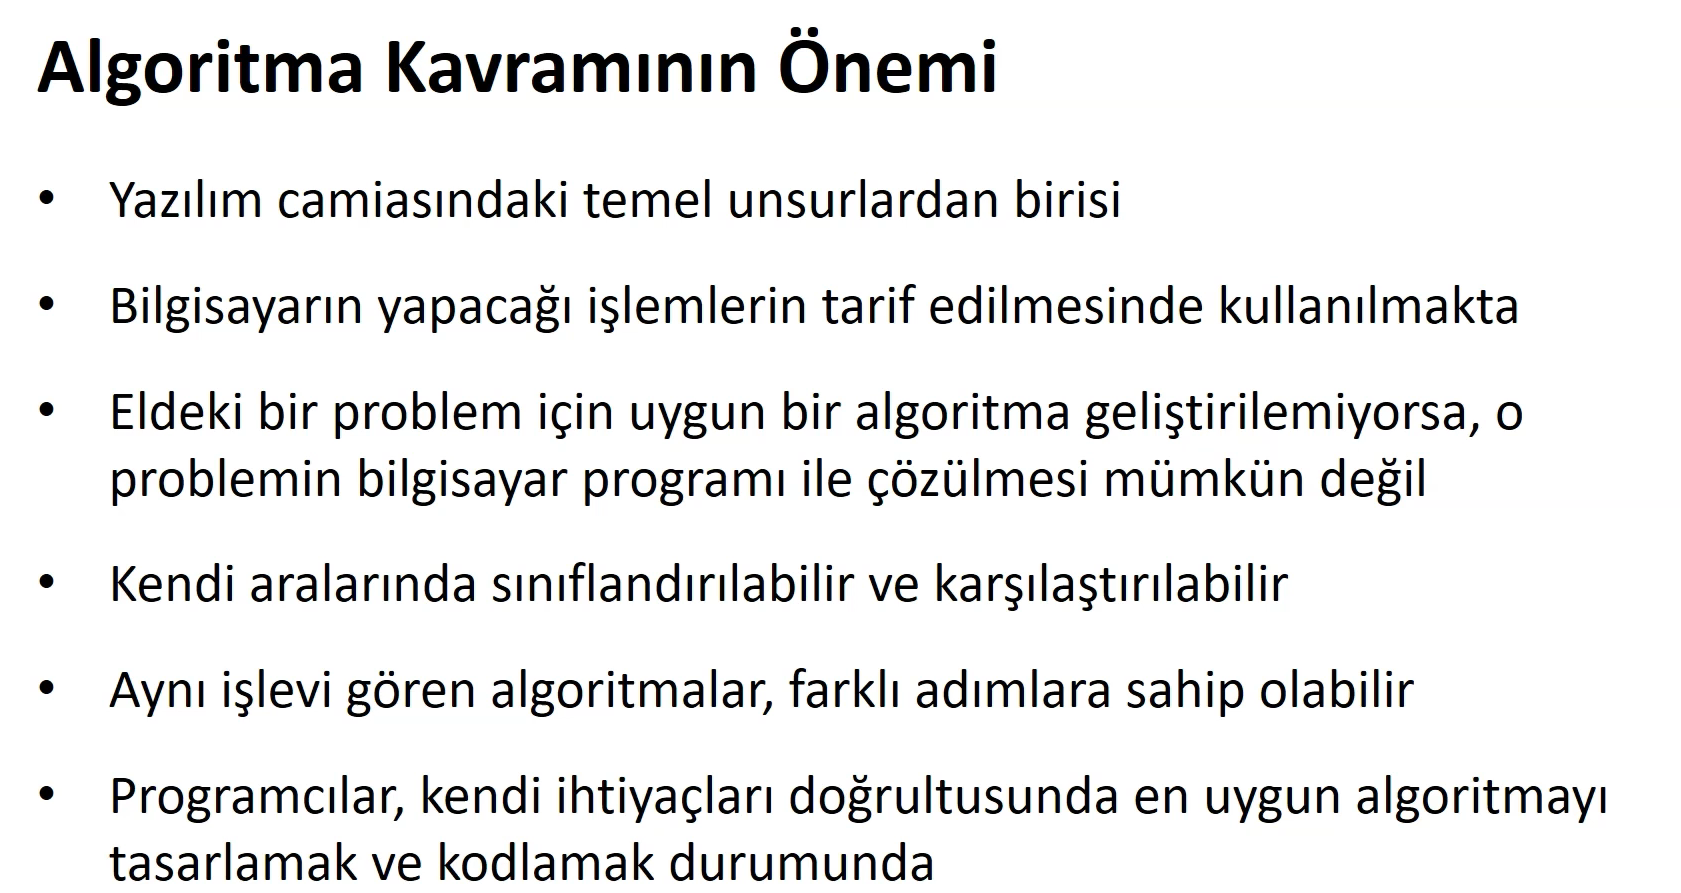 Algoritma Kavramının Önemi
• Yazılım camiasındaki temel unsurlardan birisi
• Bilgisayarın yapacağı işlemlerin tarif edilmesinde kullanılmakta
• Eldeki bir problem için uygun bir algoritma geliştirilemiyorsa, o
problemin bilgisayar programı ile çözülmesi mümkün değil
• Kendi aralarında sınıflandırılabilir ve karşılaştırılabilir
• Aynı işlevi gören algoritmalar, farklı adımlara sahip olabilir
• Programcılar, kendi ihtiyaçları doğrultusunda en uygun algoritmayı
tasarlamak ve kodlamak durumunda